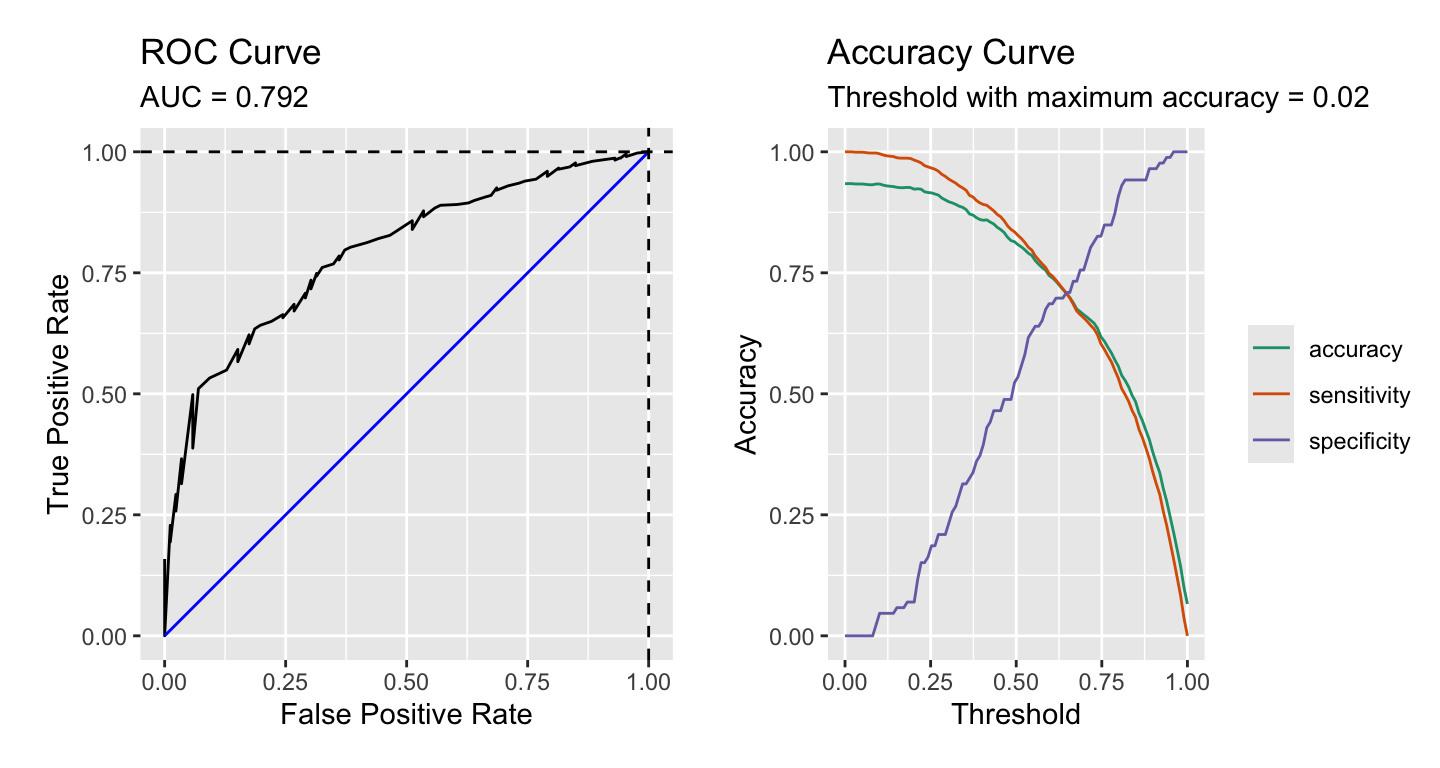 ROC Curve
AUC = 0.792
True Positive Rate
1.00
0.75
0.50
0.25
0.00
0.00 0.25 0.50 0.75 1.00
False Positive Rate
Accuracy Curve
Threshold with maximum accuracy = 0.02
Accuracy
1.00
0.75
0.50
0.25
0.00
0.00 0.25 0.50 0.75 1.00
Threshold
accuracy
sensitivity
specificity